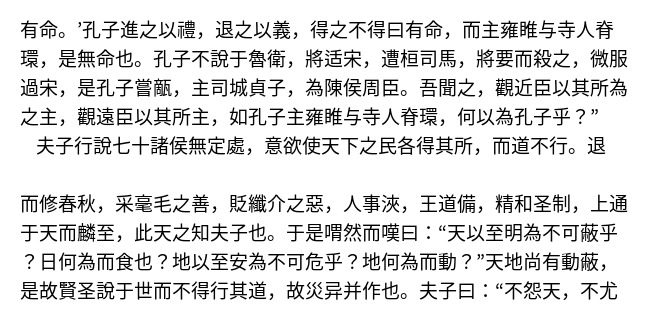 有命。’孔子進之以禮，退之以義，得之不得曰有命，而主雍雎与寺人脊
環，是無命也。孔子不說于魯衛，將适宋，遭桓司馬，將要而殺之，微服
過宋，是孔子嘗蓏，主司城貞子，為陳侯周臣。吾聞之，觀近臣以其所為
之主，觀遠臣以其所主，如孔子主雍雎与寺人脊環，何以為孔子乎？”
夫子行說七十諸侯無定處，意欲使天下之民各得其所，而道不行。退
而修春秋，采毫毛之善，貶纖介之惡，人事浹，王道備，精和圣制，上通
于天而麟至，此天之知夫子也。于是喟然而嘆曰：“天以至明為不可蔽乎
？日何為而食也？地以至安為不可危乎？地何為而動？”天地尚有動蔽，
是故賢圣說于世而不得行其道，故災异并作也。夫子曰：“不怨天，不尤